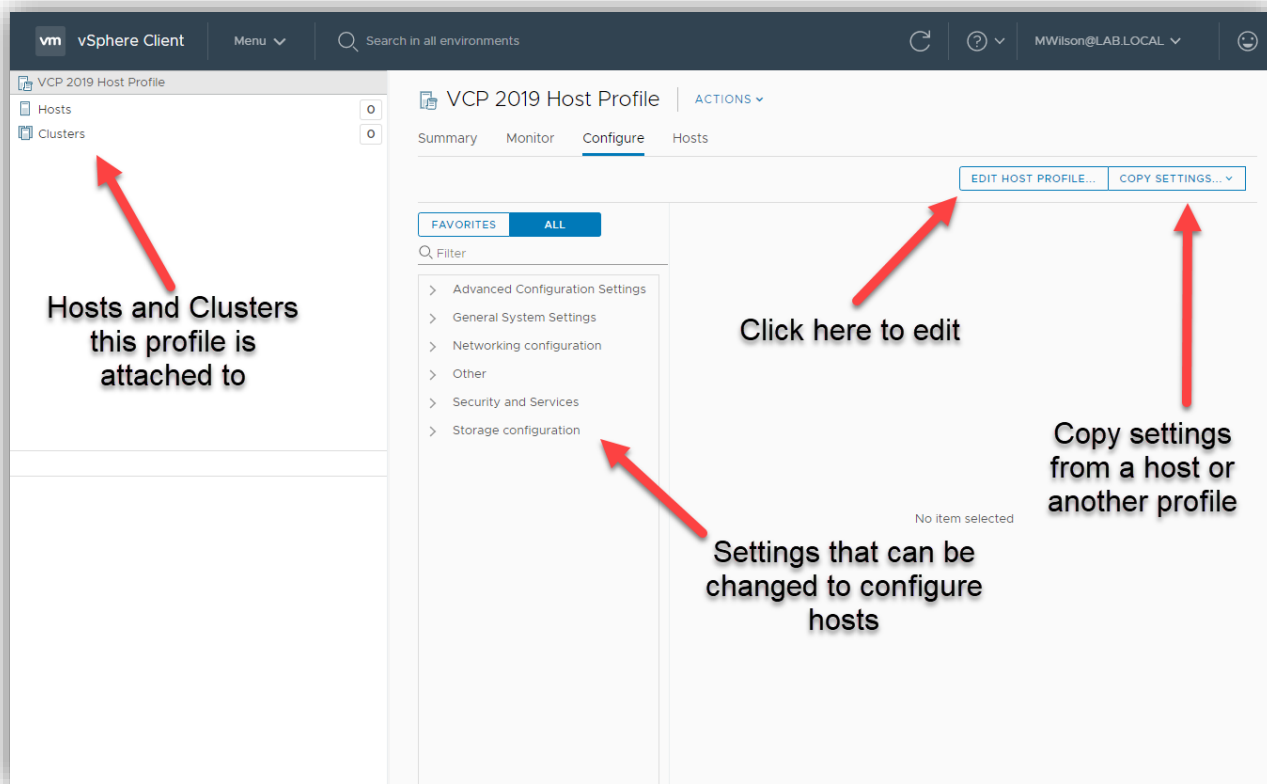 vm vSphere Client Menu Search in all environments MWilson@LAB.LOCAL
VCP 2019 Host Profile
Hosts 0
Clusters 0
VCP 2019 Host Profile ACTIONS
Summary Monitor Configure Hosts
EDIT HOST PROFILE... COPY SETTINGS...
FAVORITES ALL
Filter
Advanced Configuration Settings
General System Settings
Networking configuration
Other
Security and Services
Storage configuration
No item selected
Hosts and Clusters
this profile is
attached to
Click here to edit
Copy settings
from a host or
another profile
Settings that can be
changed to configure
hosts